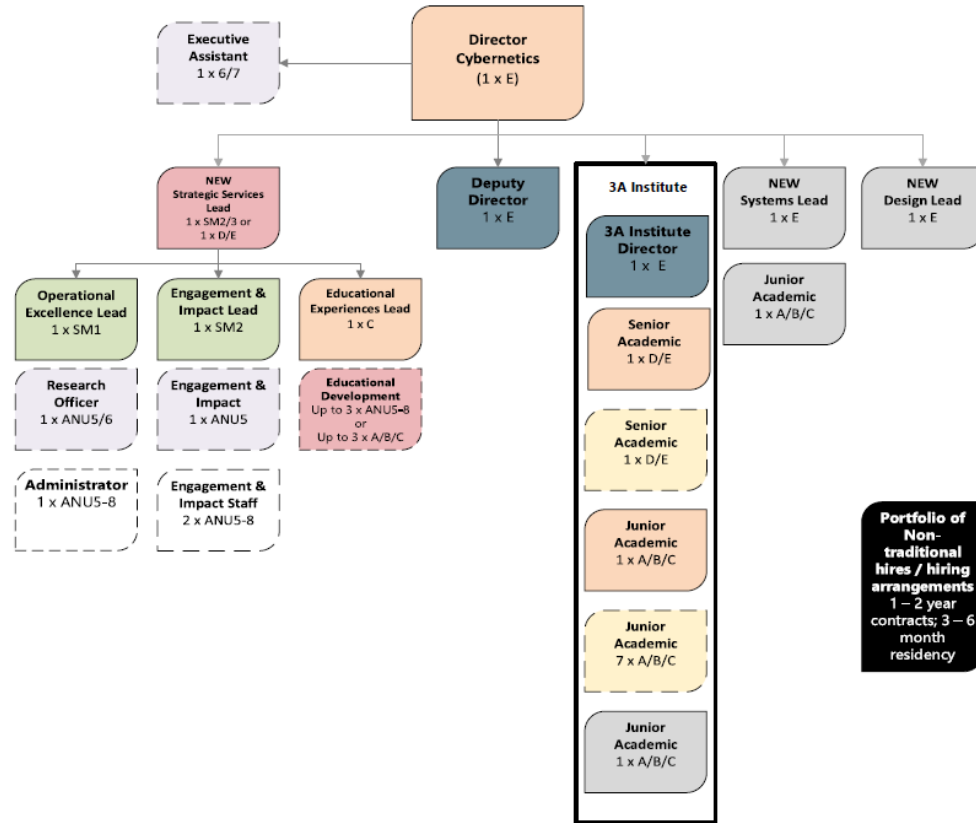 Executive
Assistant
1 x 6/7
Director
Cybernetics
(1 x E)
NEW
Strategic Services
Lead
1 x SM2/3 or
1 x D/E
Deputy
Director
1 x E
3A Institute
NEW
Systems Lead
1 x E
NEW
Design Lead
1 x E
3A Institute
Director
1 x E
Operational
Excellence Lead
1 x SM1
Engagement &
Impact Lead
1 x SM2
Educational
Experiences Lead
1 x C
Junior
Academic
1 x A/B/C
Senior
Academic
1 x D/E
Research
Officer
1 x ANU5/6
Engagement &
Impact
1 x ANU5
Educational
Development
Up to 3 x ANU5-8
or
Up to 3 x A/B/C
Senior
Academic
1 x D/E
Administrator
1 x ANU5-8
Engagement &
Impact Staff
2 x ANU5-8
Junior
Academic
1 x A/B/C
Portfolio of
Non-
traditional
hires / hiring
arrangements
1 – 2 year
contracts; 3 – 6
month
residency
Junior
Academic
7 x A/B/C
Junior
Academic
1 x A/B/C